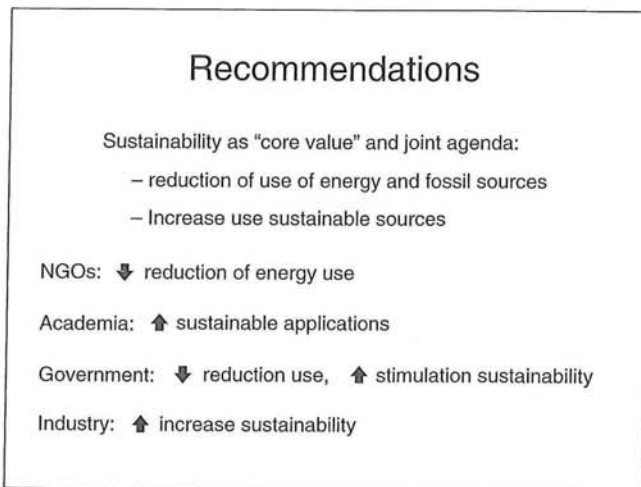 Recommendations
Sustainability as “core value” and joint agenda:
– reduction of use of energy and fossil sources
– Increase use sustainable sources
NGOs: 🡇 reduction of energy use
Academia: 🡅 sustainable applications
Government: 🡇 reduction use, 🡅 stimulation sustainability
Industry: 🡅 increase sustainability